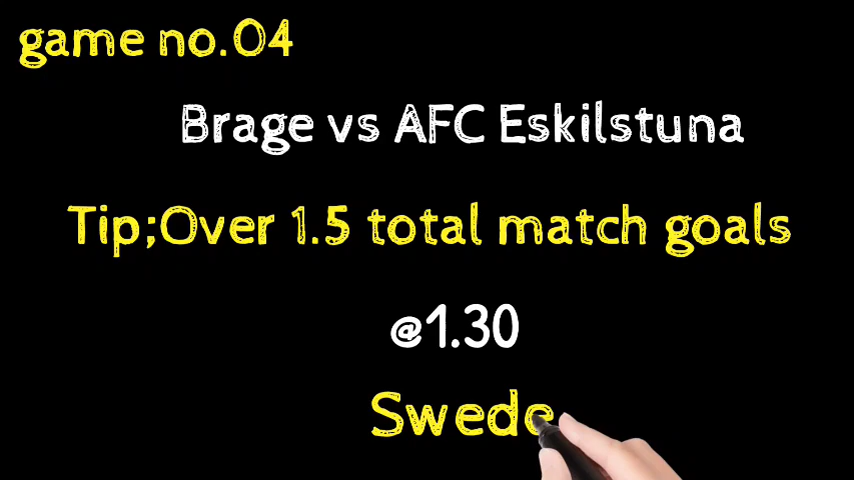 game no.04
Brage vs AFC Eskilstuna
Tip;Over 1.5 total match goals
@1.30
Swede